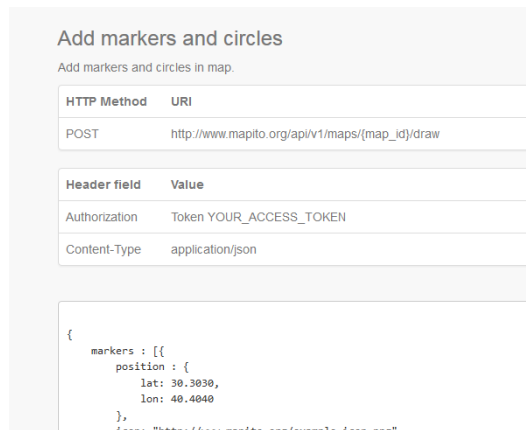 Add markers and circles
Add markers and circles in map.
HTTP Method URI
POST http://www.mapito.org/api/v1/maps/{map_id}/draw
Header field Value
Authorization Token YOUR_ACCESS_TOKEN
Content-Type application/json
{
markers : [{
position : {
lat: 30.3030,
lon: 40.4040
},